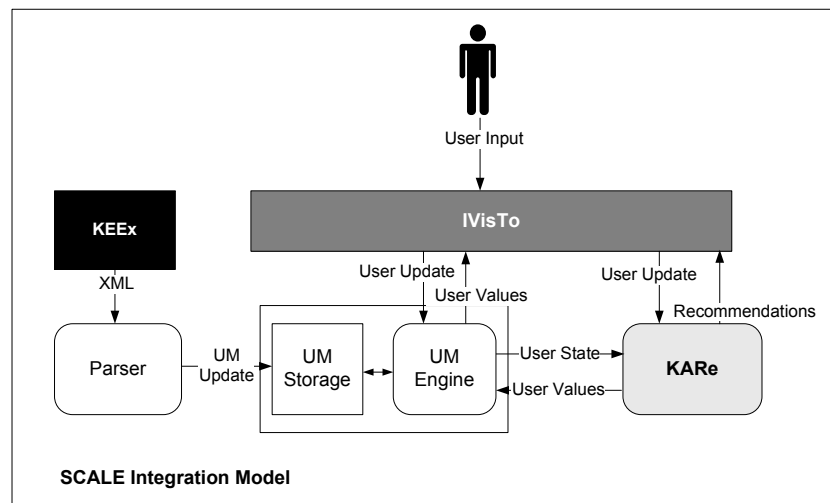 User Input
KEEx
IVisTo
XML
User Update
User Values
User Update
Recommendations
Parser
UM
Update
UM
Storage
UM
Engine
User State
User Values
KARe
SCALE Integration Model